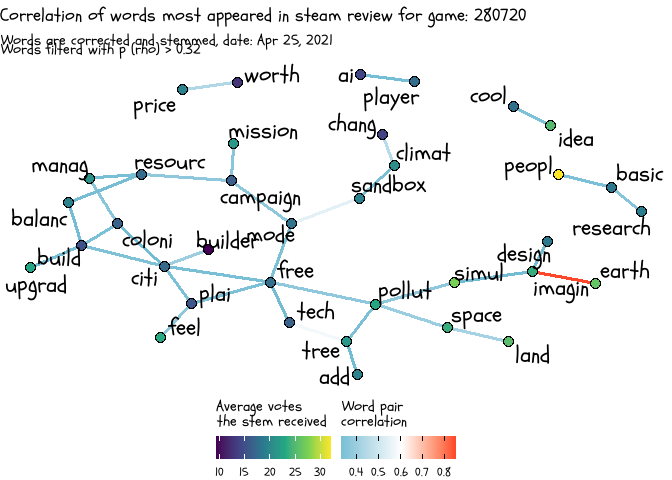 Correlation of words most appeared in steam review for game: 280720
Words are corrected and stemmed, date: Apr 25, 2021
Words filterd with p (rho) > 0.32
worth
price
ai
player
cool
idea
mission
chang
climat
manag
resourc
campaign
sandbox
peopl
basic
research
balanc
coloni
builder
mode
build
upgrad
citi
free
design
simul
imagin
earth
plai
pollut
feel
tech
space
tree
land
add
Average votes
the stem received
10 15 20 25 30
Word pair
correlation
0.4 0.5 0.6 0.7 0.8